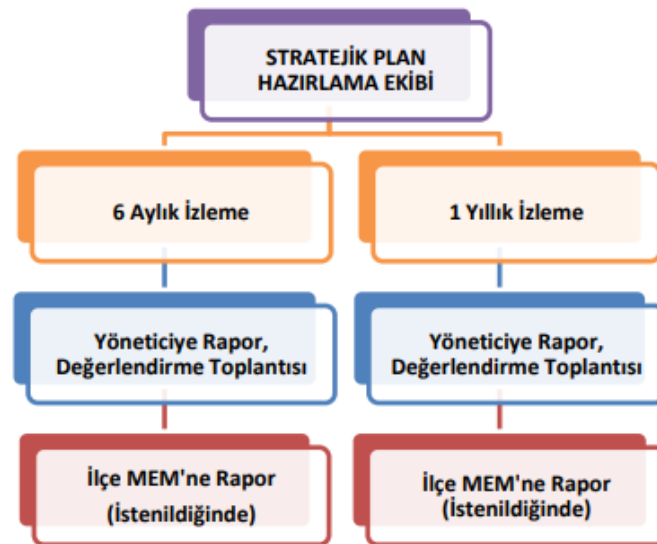 STRATEJİK PLAN
HAZIRLAMA EKİBİ
6 Aylık İzleme
1 Yıllık İzleme
Yöneticiye Rapor,
Değerlendirme Toplantısı
Yöneticiye Rapor,
Değerlendirme Toplantısı
İlçe MEM'ne Rapor
(İstenildiğinde)
İlçe MEM'ne Rapor
(İstenildiğinde)